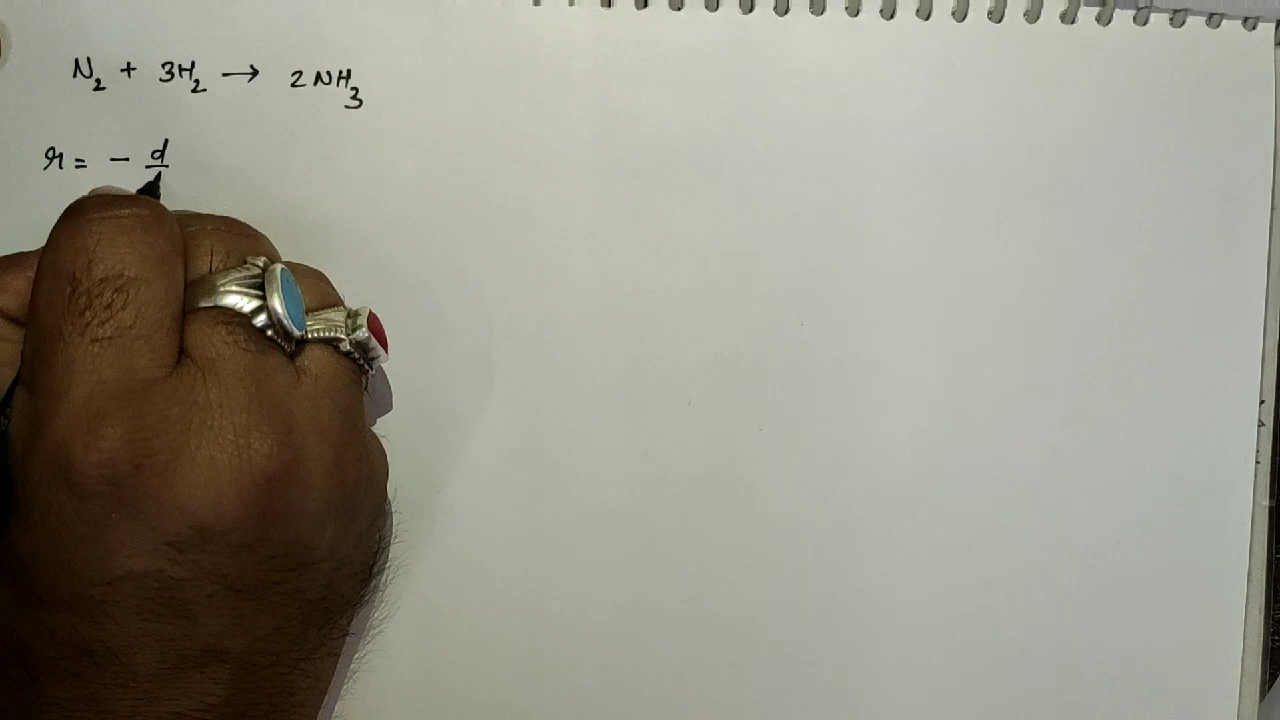 N₂ + 3H₂ → 2NH₃
r = - d